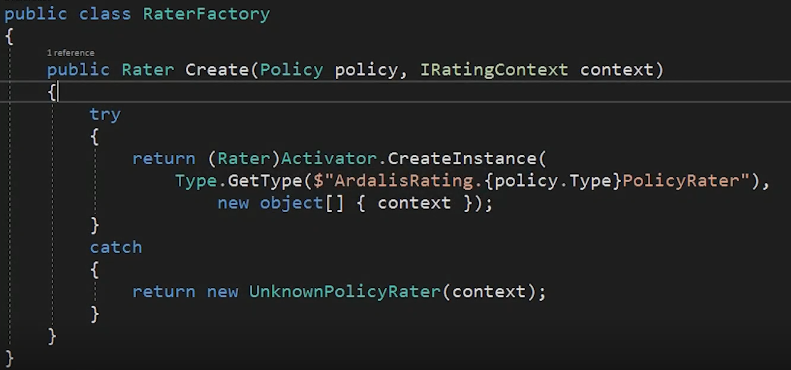 public class RaterFactory
{
1 reference
public Rater Create(Policy policy, IRatingContext context)
{
try
{
return (Rater)Activator.CreateInstance(
Type.GetType($"ArdalisRating.{policy.Type}PolicyRater"),
new object[] { context });
}
catch
{
return new UnknownPolicyRater(context);
}
}
}